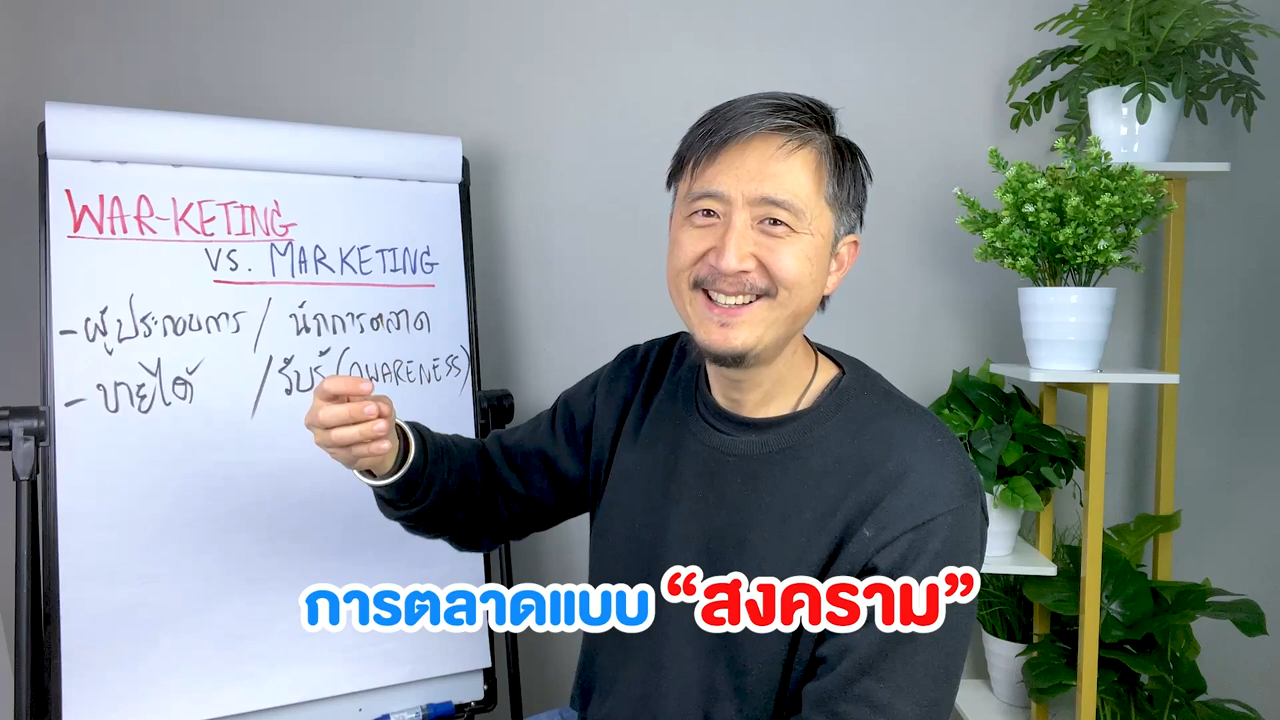 WAR-KETING
VS. MARKETING
- ผู้ประกอบการ / นักการตลาด
- ขายได้ / รับรู้ (AWARENESS)
การตลาดแบบ “สงคราม”